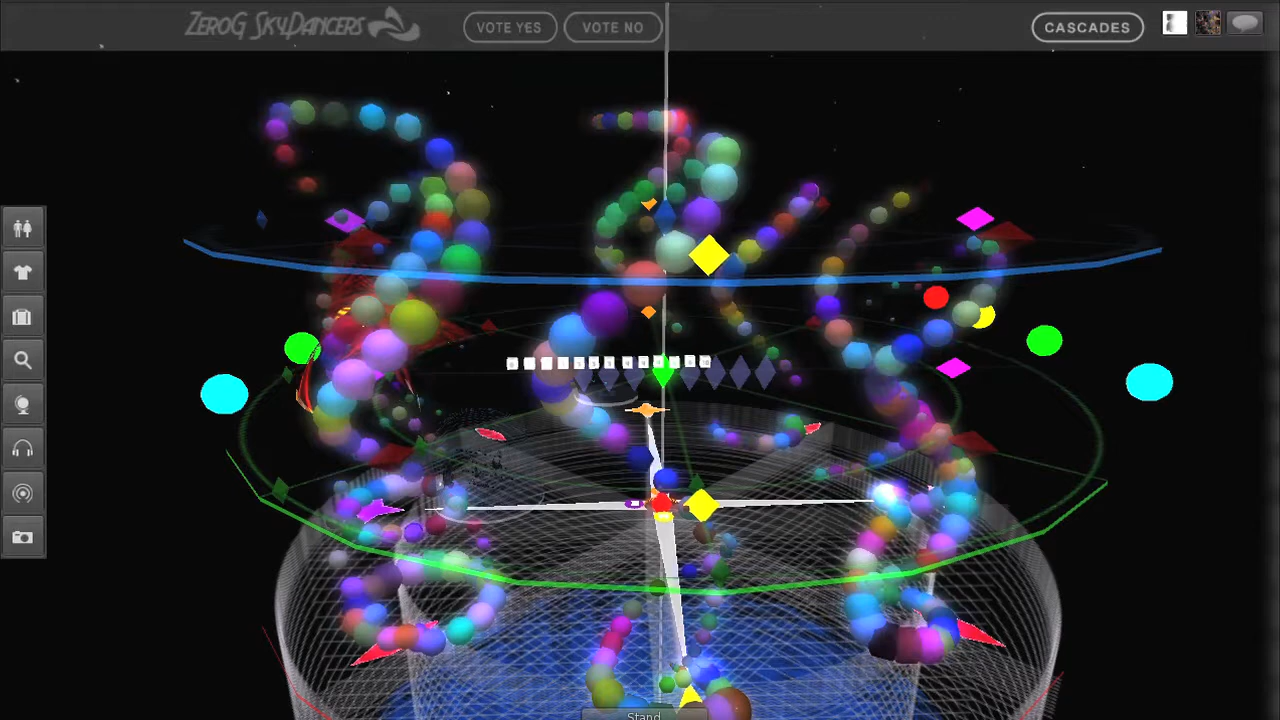 ZEROG SKYDANCERS
VOTE YES
VOTE NO
CASCADES
Stand